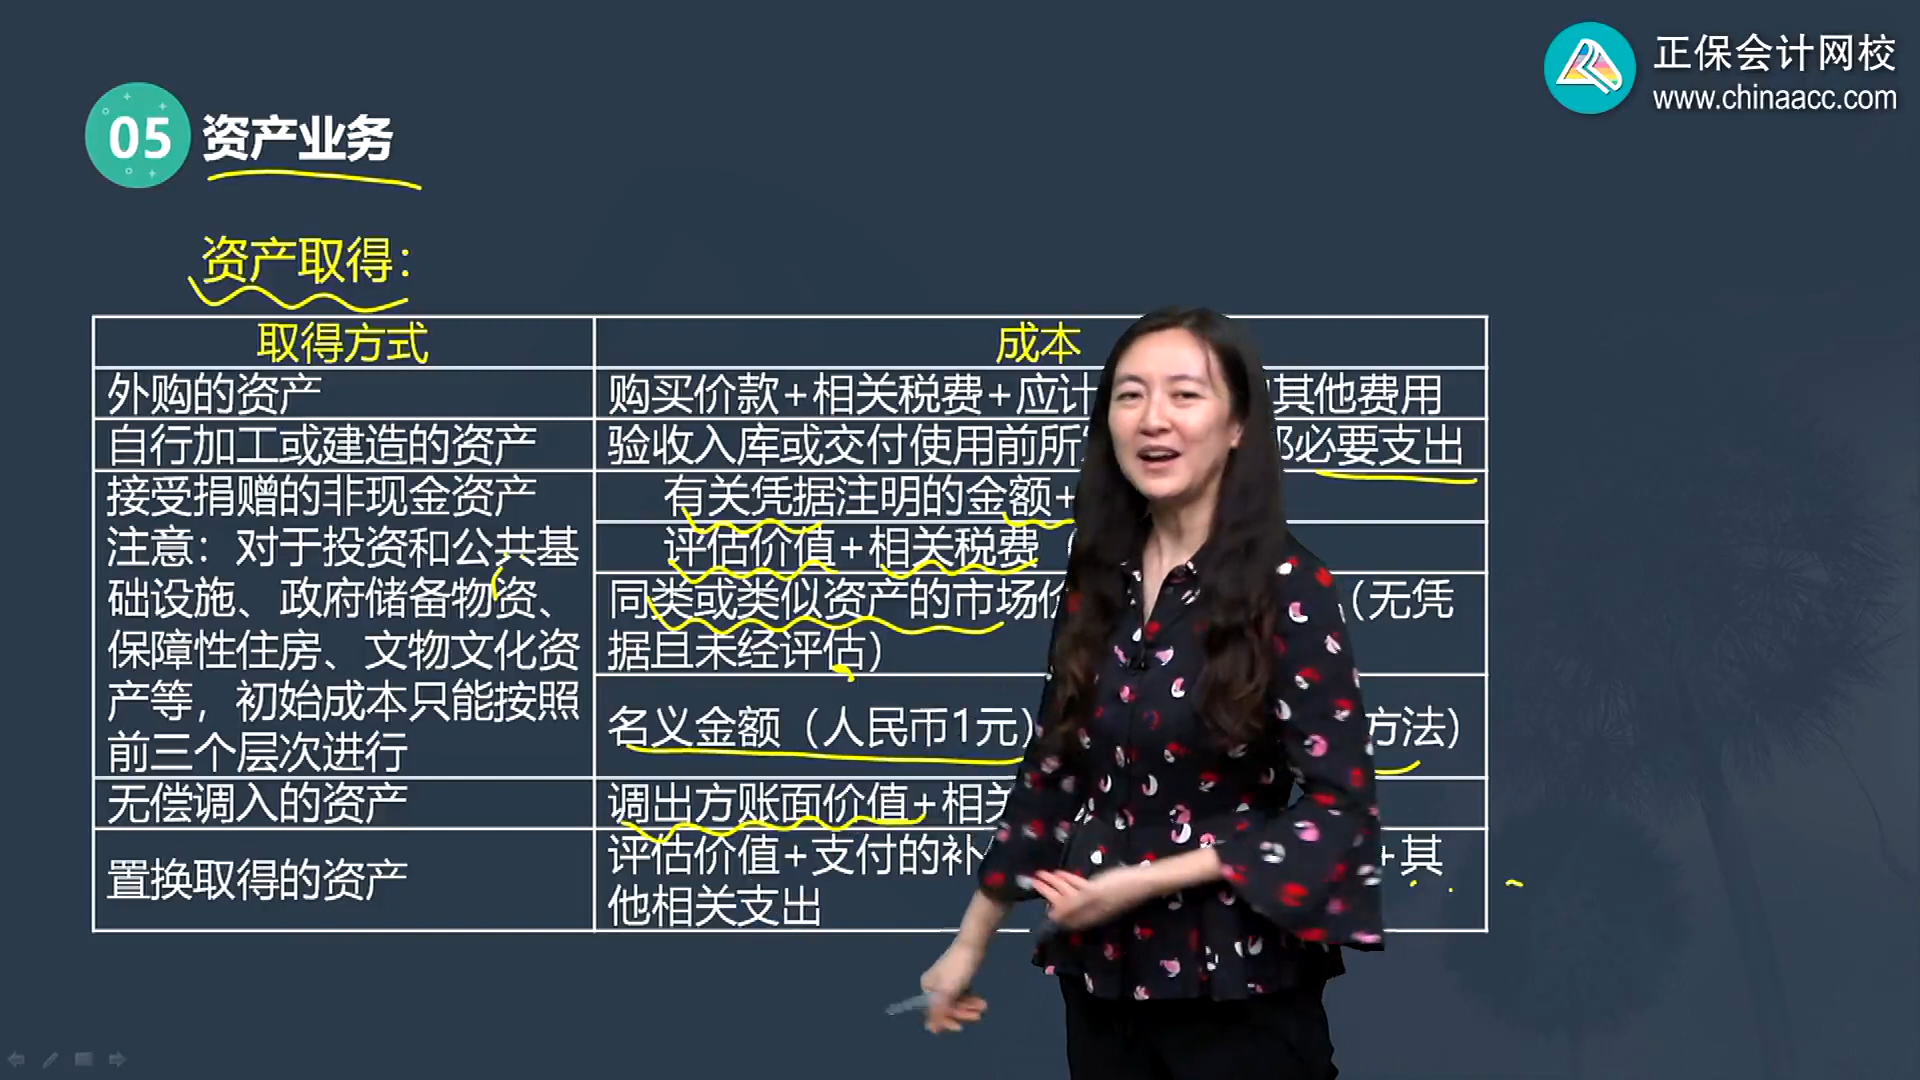 正保会计网校
www.chinaacc.com
05 资产业务
资产取得：
取得方式 成本
外购的资产 购买价款+相关税费+应计 其他费用
自行加工或建造的资产 验收入库或交付使用前所 必要支出
接受捐赠的非现金资产
注意：对于投资和公共基
础设施、政府储备物资、
保障性住房、文物文化资
产等，初始成本只能按照
前三个层次进行
有关凭据注明的金额+
评估价值+相关税费（
同类或类似资产的市场 （无凭
据且未经评估）
名义金额（人民币1元） 方法）
无偿调入的资产 调出方账面价值+相关
置换取得的资产 评估价值+支付的补 +其
他相关支出